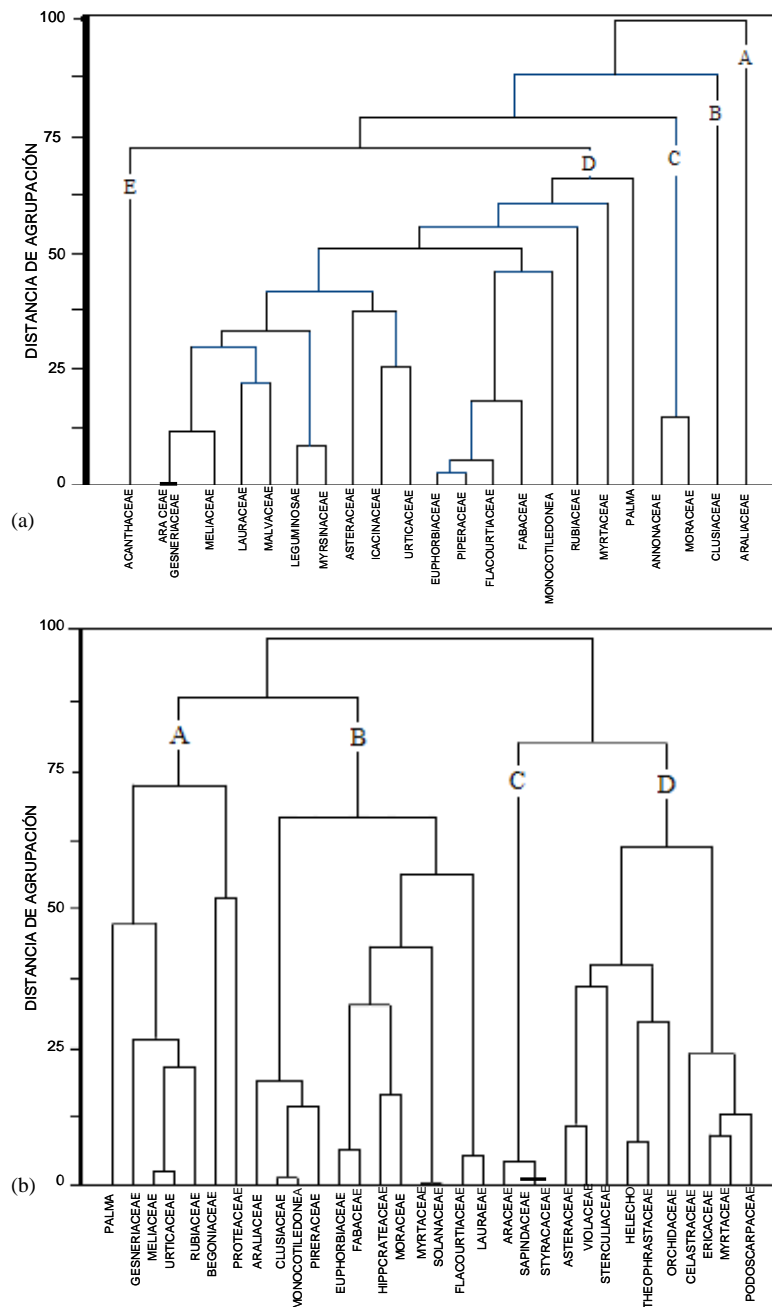 100
75
50
25
0
DISTANCIA DE AGRUPACIÓN
A
B
C
D
E
(a)
ACANTHACEAE
ARA CEAE
GESNERIACEAE
MELIACEAE
LAURACEAE
MALVACEAE
LEGUMINOSAE
MYRSINACEAE
ASTERACEAE
ICACINACEAE
URTICACEAE
EUPHORBIACEAE
PIPERACEAE
FLACOURTIACEAE
FABACEAE
MONOCOTILEDONEA
RUBIACEAE
MYRTACEAE
PALMA
ANNONACEAE
MORACEAE
CLUSIACEAE
ARALIACEAE
100
75
50
25
0
DISTANCIA DE AGRUPACIÓN
A
B
C
D
(b)
PALMA
GESNERIACEAE
MELIACEAE
URTICACEAE
RUBIACEAE
BEGONIACEAE
PROTEACEAE
ARALIACEAE
CLUSIACEAE
MONOCOTILEDONEA
PIRERACEAE
EUPHORBIACEAE
FABACEAE
HIPPCRATEACEAE
MORACEAE
MYRTACEAE
SOLANACEAE
FLACOURTIACEAE
LAURAEAE
ARACEAE
SAPINDACEAE
STYRACACEAE
ASTERACEAE
VIOLACEAE
STERCULIACEAE
HELECHO
THEOPHRASTACEAE
ORCHIDACEAE
CELASTRACEAE
ERICACEAE
MYRTACEAE
PODOSCARPACEAE